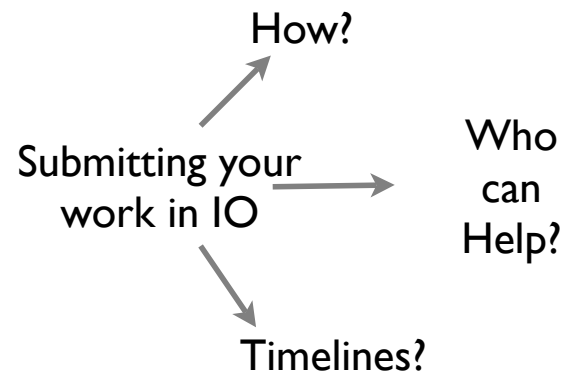 How?
Submitting your
work in IO
Who
can
Help?
Timelines?